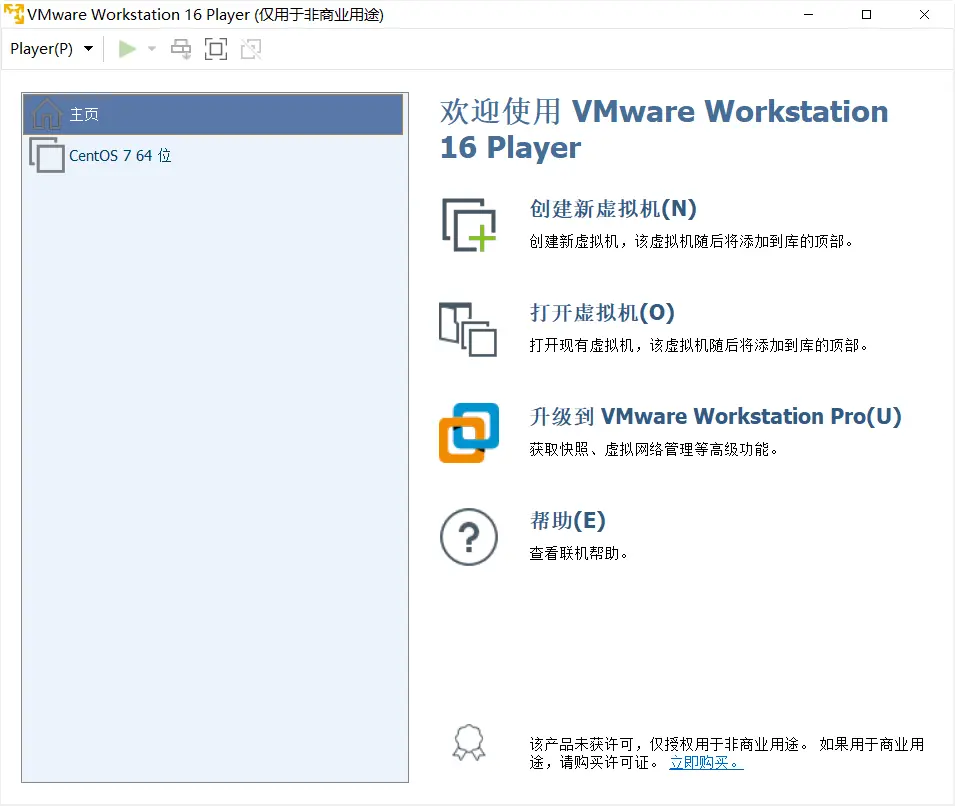 VMware Workstation 16 Player (仅用于非商业用途)
Player(P)
主页
CentOS 7 64 位
欢迎使用 VMware Workstation
16 Player
创建新虚拟机(N)
创建新虚拟机，该虚拟机随后将添加到库的顶部。
打开虚拟机(O)
打开现有虚拟机，该虚拟机随后将添加到库的顶部。
升级到 VMware Workstation Pro(U)
获取快照、虚拟网络管理等高级功能。
?
帮助(E)
查看联机帮助。
该产品未获许可，仅授权用于非商业用途。 如果用于商业用
途，请购买许可证。 立即购买。